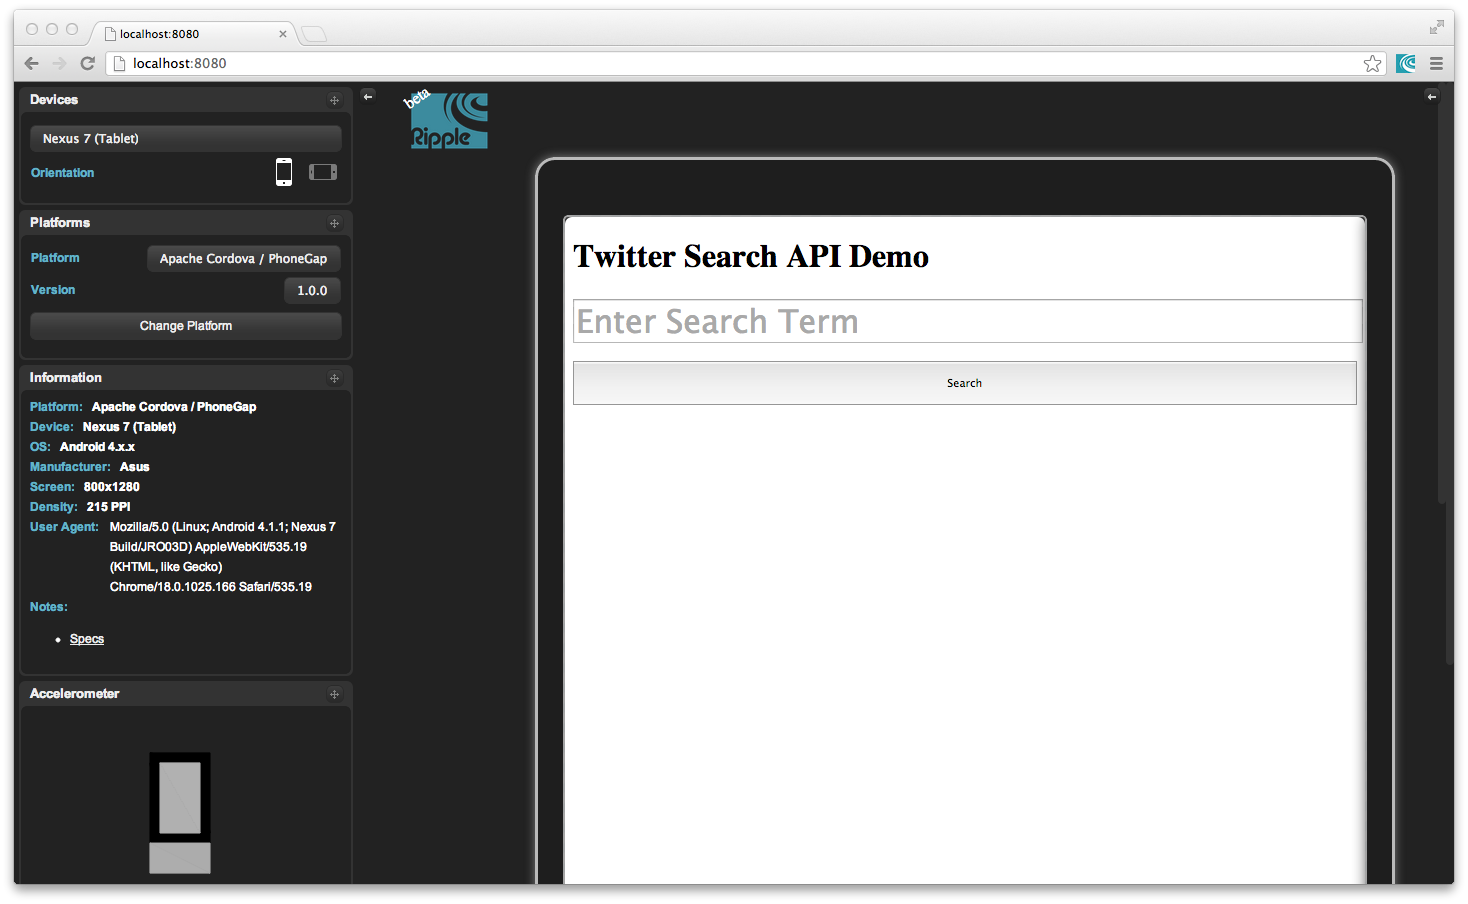 localhost:8080
localhost:8080
Devices
Nexus 7 (Tablet)
Orientation
Platforms
Platform Apache Cordova / PhoneGap
Version 1.0.0
Change Platform
Information
Platform: Apache Cordova / PhoneGap
Device: Nexus 7 (Tablet)
OS: Android 4.x.x
Manufacturer: Asus
Screen: 800x1280
Density: 215 PPI
User Agent: Mozilla/5.0 (Linux; Android 4.1.1; Nexus 7
Build/JRO03D) AppleWebKit/535.19
(KHTML, like Gecko)
Chrome/18.0.1025.166 Safari/535.19
Notes:
Specs
Accelerometer
beta
Ripple
Twitter Search API Demo
Enter Search Term
Search